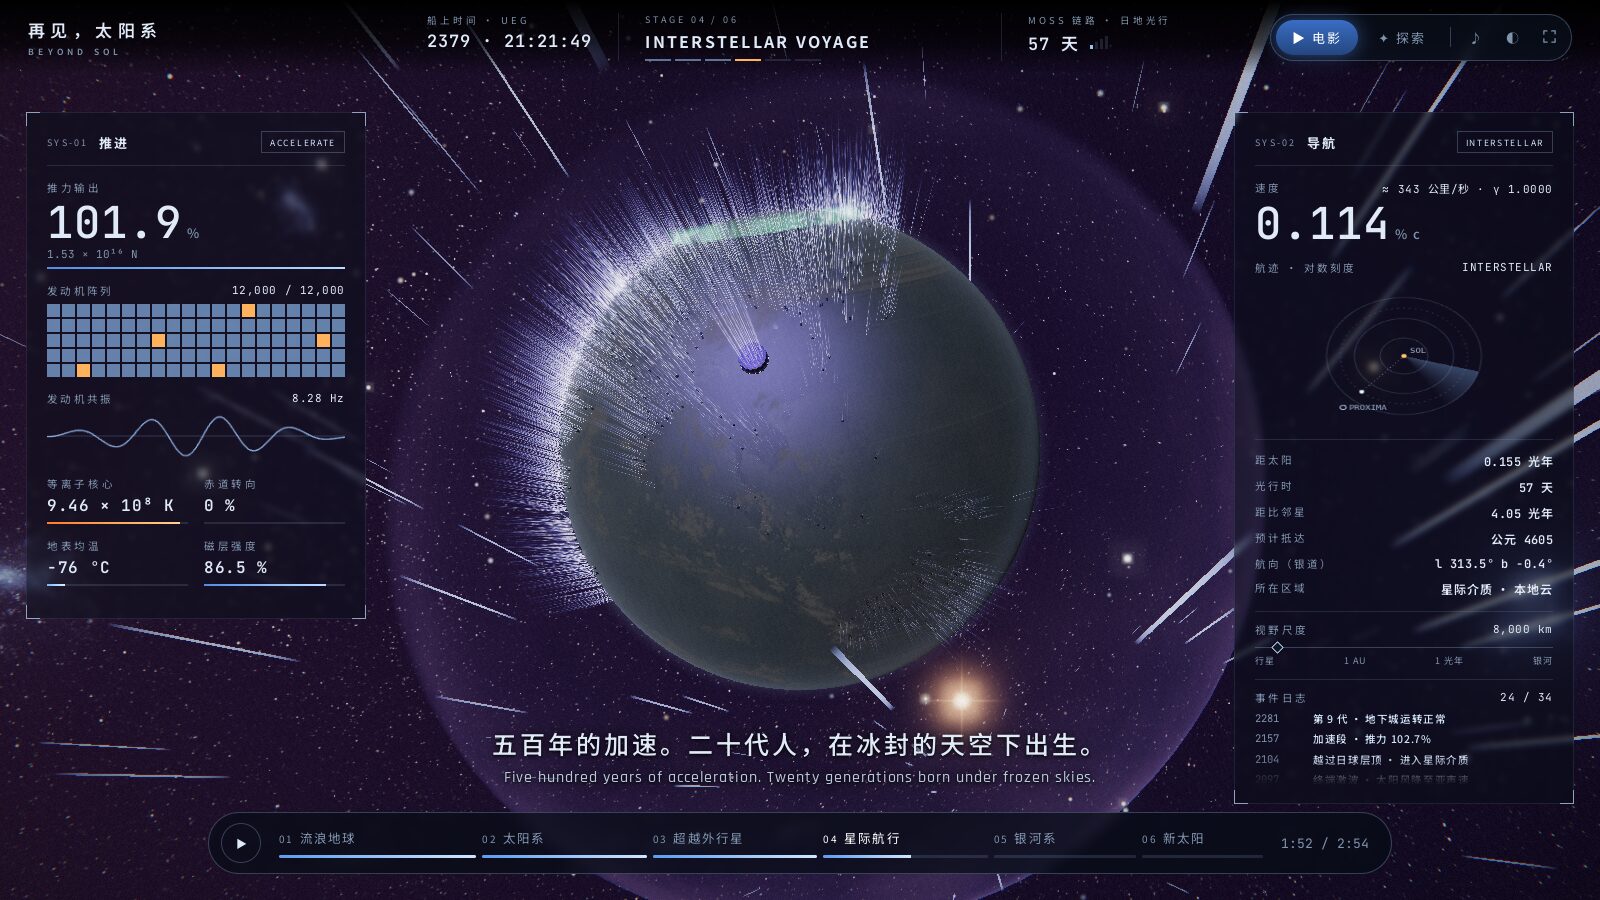 再见，太阳系
BEYOND SOL
船上时间 · UEG
2379 · 21:21:49
STAGE 04 / 06
INTERSTELLAR VOYAGE
MOSS 链路 · 日地光行
57 天
电影
探索
SYS-01 推进
ACCELERATE
推力输出
101.9 %
1.53 × 10¹⁶ N
发动机阵列 12,000 / 12,000
发动机共振 8.28 Hz
等离子核心 赤道转向
9.46 × 10⁸ K 0 %
地表均温 磁层强度
-76 °C 86.5 %
SYS-02 导航
INTERSTELLAR
速度 ≈ 343 公里/秒 · γ 1.0000
0.114 % c
航迹 · 对数刻度 INTERSTELLAR
SOL
PROXIMA
距太阳 0.155 光年
光行时 57 天
距比邻星 4.05 光年
预计抵达 公元 4605
航向（银道） l 313.5° b -0.4°
所在区域 星际介质 · 本地云
视野尺度 8,000 km
行星 1 AU 1 光年 银河
事件日志 24 / 34
2281 第 9 代 · 地下城运转正常
2157 加速段 · 推力 102.7%
2104 越过日球层顶 · 进入星际介质
2097 终端激波 · 太阳风降至亚声速
五百年的加速。二十代人，在冰封的天空下出生。
Five hundred years of acceleration. Twenty generations born under frozen skies.
01 流浪地球
02 太阳系
03 超越外行星
04 星际航行
05 银河系
06 新太阳
1:52 / 2:54